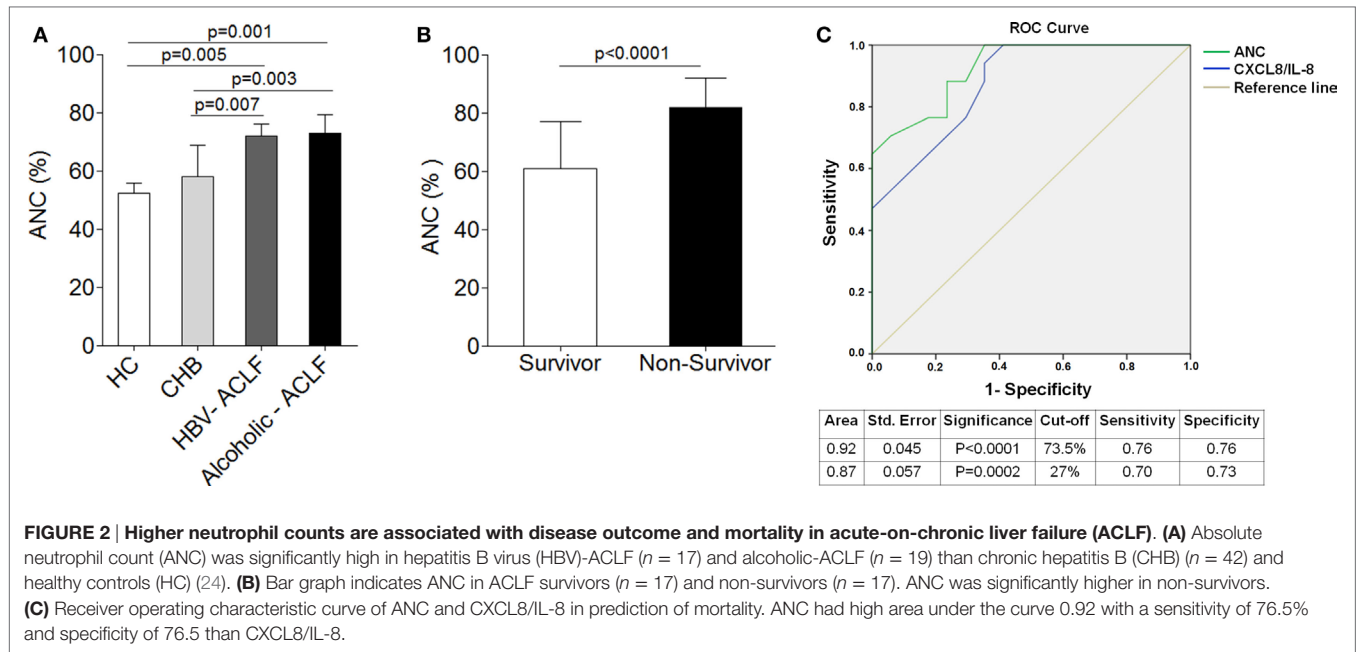 A
p=0.001
p=0.005
p=0.003
p=0.007
ANC (%)
100
80
60
40
20
0
HC
CHB
HBV- ACLF
Alcoholic - ACLF
B
p<0.0001
ANC (% )
100
80
60
40
20
0
Survivor
Non-Survivor
C
ROC Curve
ANC
CXCL8/IL-8
Reference line
Sensitivity
1.0
0.8
0.6
0.4
0.2
0.0
0.0 0.2 0.4 0.6 0.8 1.0
1- Specificity
Area Std. Error Significance Cut-off Sensitivity Specificity
0.92 0.045 P<0.0001 73.5% 0.76 0.76
0.87 0.057 P=0.0002 27% 0.70 0.73
FIGURE 2 | Higher neutrophil counts are associated with disease outcome and mortality in acute-on-chronic liver failure (ACLF). (A) Absolute
neutrophil count (ANC) was significantly high in hepatitis B virus (HBV)-ACLF (n = 17) and alcoholic-ACLF (n = 19) than chronic hepatitis B (CHB) (n = 42) and
healthy controls (HC) (24). (B) Bar graph indicates ANC in ACLF survivors (n = 17) and non-survivors (n = 17). ANC was significantly higher in non-survivors.
(C) Receiver operating characteristic curve of ANC and CXCL8/IL-8 in prediction of mortality. ANC had high area under the curve 0.92 with a sensitivity of 76.5%
and specificity of 76.5 than CXCL8/IL-8.